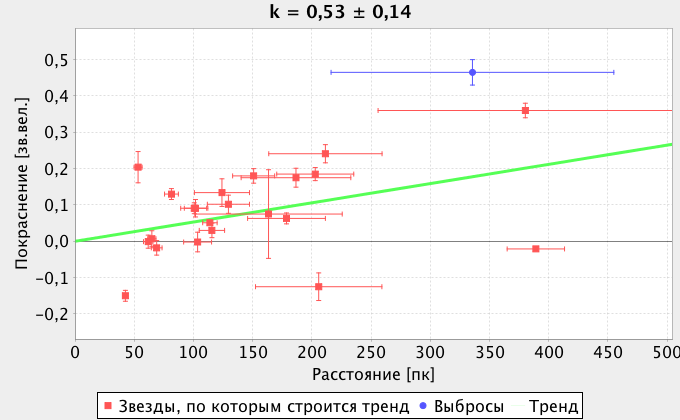 k = 0,53 ± 0,14
Покраснение [зв.вел.]
0,5
0,4
0,3
0,2
0,1
0,0
-0,1
-0,2
0 50 100 150 200 250 300 350 400 450 500
Расстояние [пк]
Звезды, по которым строится тренд Выбросы Тренд